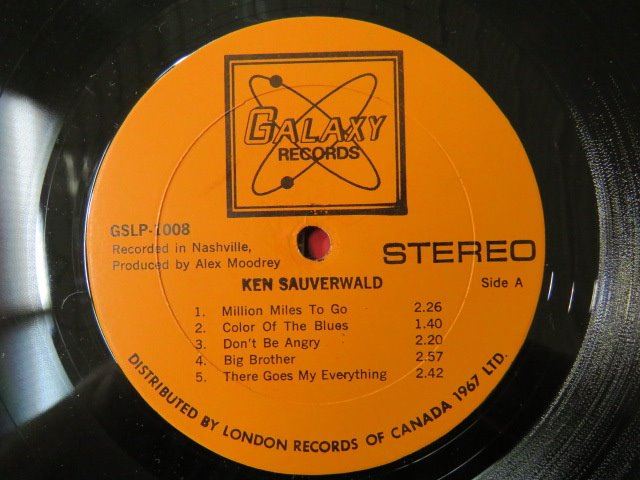 GALAXY
RECORDS
GSLP-1008
Recorded in Nashville,
Produced by Alex Moodrey
STEREO
KEN SAUVERWALD
Side A
1. Million Miles To Go 2.26
2. Color Of The Blues 1.40
3. Don't Be Angry 2.20
4. Big Brother 2.57
5. There Goes My Everything 2.42
DISTRIBUTED BY LONDON RECORDS OF CANADA 1967 LTD.